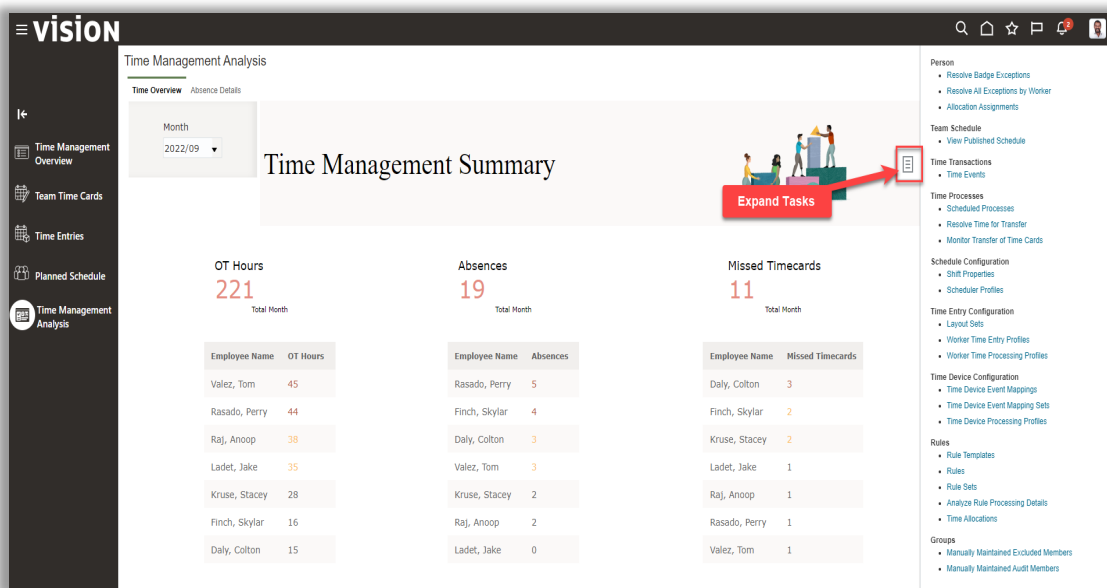 vision
2
Time Management Analysis
Time Overview Absence Details
Month
2022/09
Time Management Summary
Expand Tasks
Time Management
Overview
Team Time Cards
Time Entries
Planned Schedule
Time Management
Analysis
OT Hours
221
Total Month
Employee Name OT Hours
Valez, Tom 45
Rasado, Perry 44
Raj, Anoop 38
Ladet, Jake 35
Kruse, Stacey 28
Finch, Skylar 16
Daly, Colton 15
Absences
19
Total Month
Employee Name Absences
Rasado, Perry 5
Finch, Skylar 4
Daly, Colton 3
Valez, Tom 3
Kruse, Stacey 2
Raj, Anoop 2
Ladet, Jake 0
Missed Timecards
11
Total Month
Employee Name Missed Timecards
Daly, Colton 3
Finch, Skylar 2
Kruse, Stacey 2
Ladet, Jake 1
Raj, Anoop 1
Rasado, Perry 1
Valez, Tom 1
Person
Resolve Badge Exceptions
Resolve All Exceptions by Worker
Allocation Assignments
Team Schedule
View Published Schedule
Time Transactions
Time Events
Time Processes
Scheduled Processes
Resolve Time for Transfer
Monitor Transfer of Time Cards
Schedule Configuration
Shift Properties
Scheduler Profiles
Time Entry Configuration
Layout Sets
Worker Time Entry Profiles
Worker Time Processing Profiles
Time Device Configuration
Time Device Event Mappings
Time Device Event Mapping Sets
Time Device Processing Profiles
Rules
Rule Templates
Rules
Rule Sets
Analyze Rule Processing Details
Time Allocations
Groups
Manually Maintained Excluded Members
Manually Maintained Audit Members